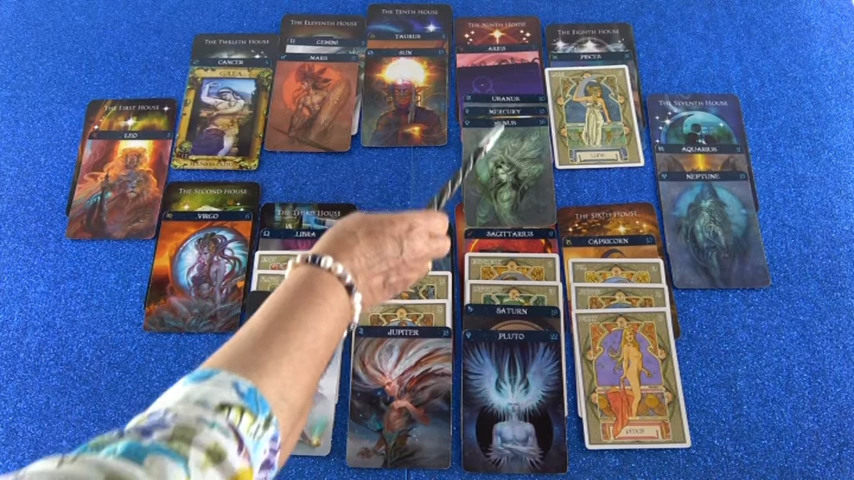 THE TENTH HOUSE
TAURUS
SUN
THE ELEVENTH HOUSE
GEMINI
MARS
THE NINTH HOUSE
ARIES
URANUS
MERCURY
VENUS
THE EIGHTH HOUSE
PISCES
THE TWELFTH HOUSE
CANCER
THE FIRST HOUSE
LEO
THE SEVENTH HOUSE
AQUARIUS
NEPTUNE
THE SECOND HOUSE
VIRGO
THE THIRD HOUSE
LIBRA
SAGITTARIUS
SATURN
PLUTO
THE SIXTH HOUSE
CAPRICORN
JUPITER